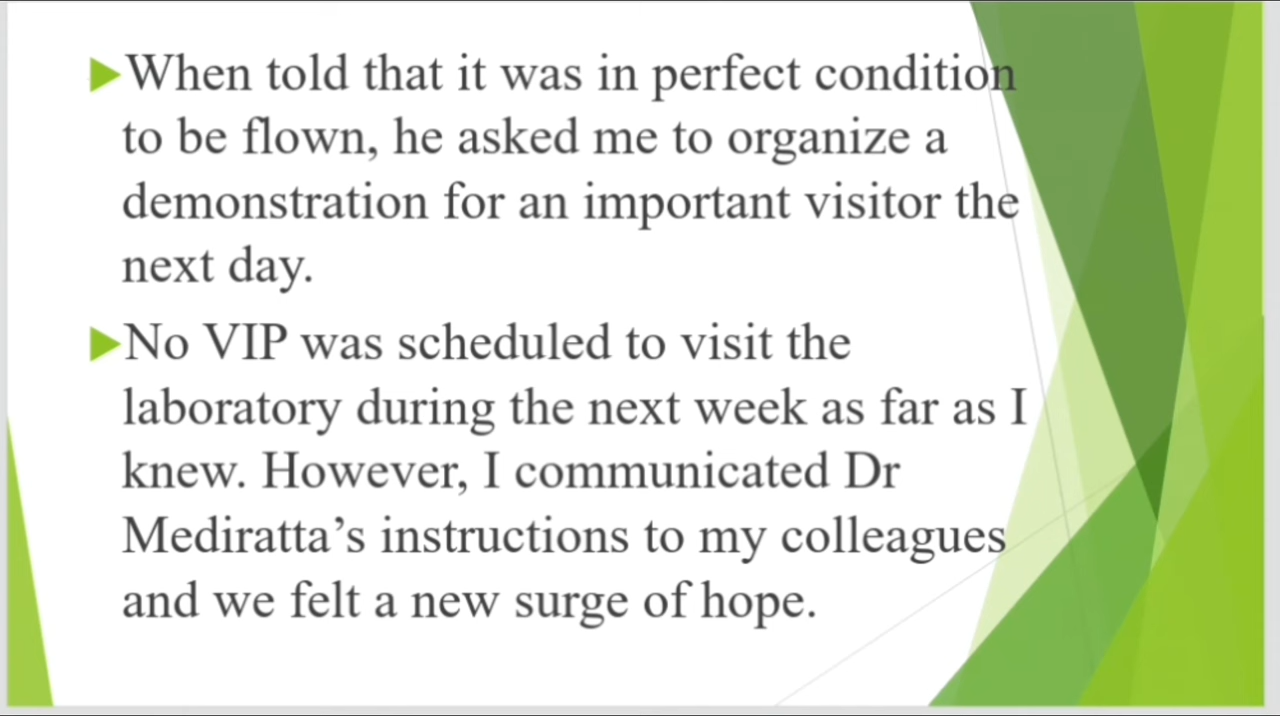 When told that it was in perfect condition
to be flown, he asked me to organize a
demonstration for an important visitor the
next day.
No VIP was scheduled to visit the
laboratory during the next week as far as I
knew. However, I communicated Dr
Mediratta’s instructions to my colleagues
and we felt a new surge of hope.